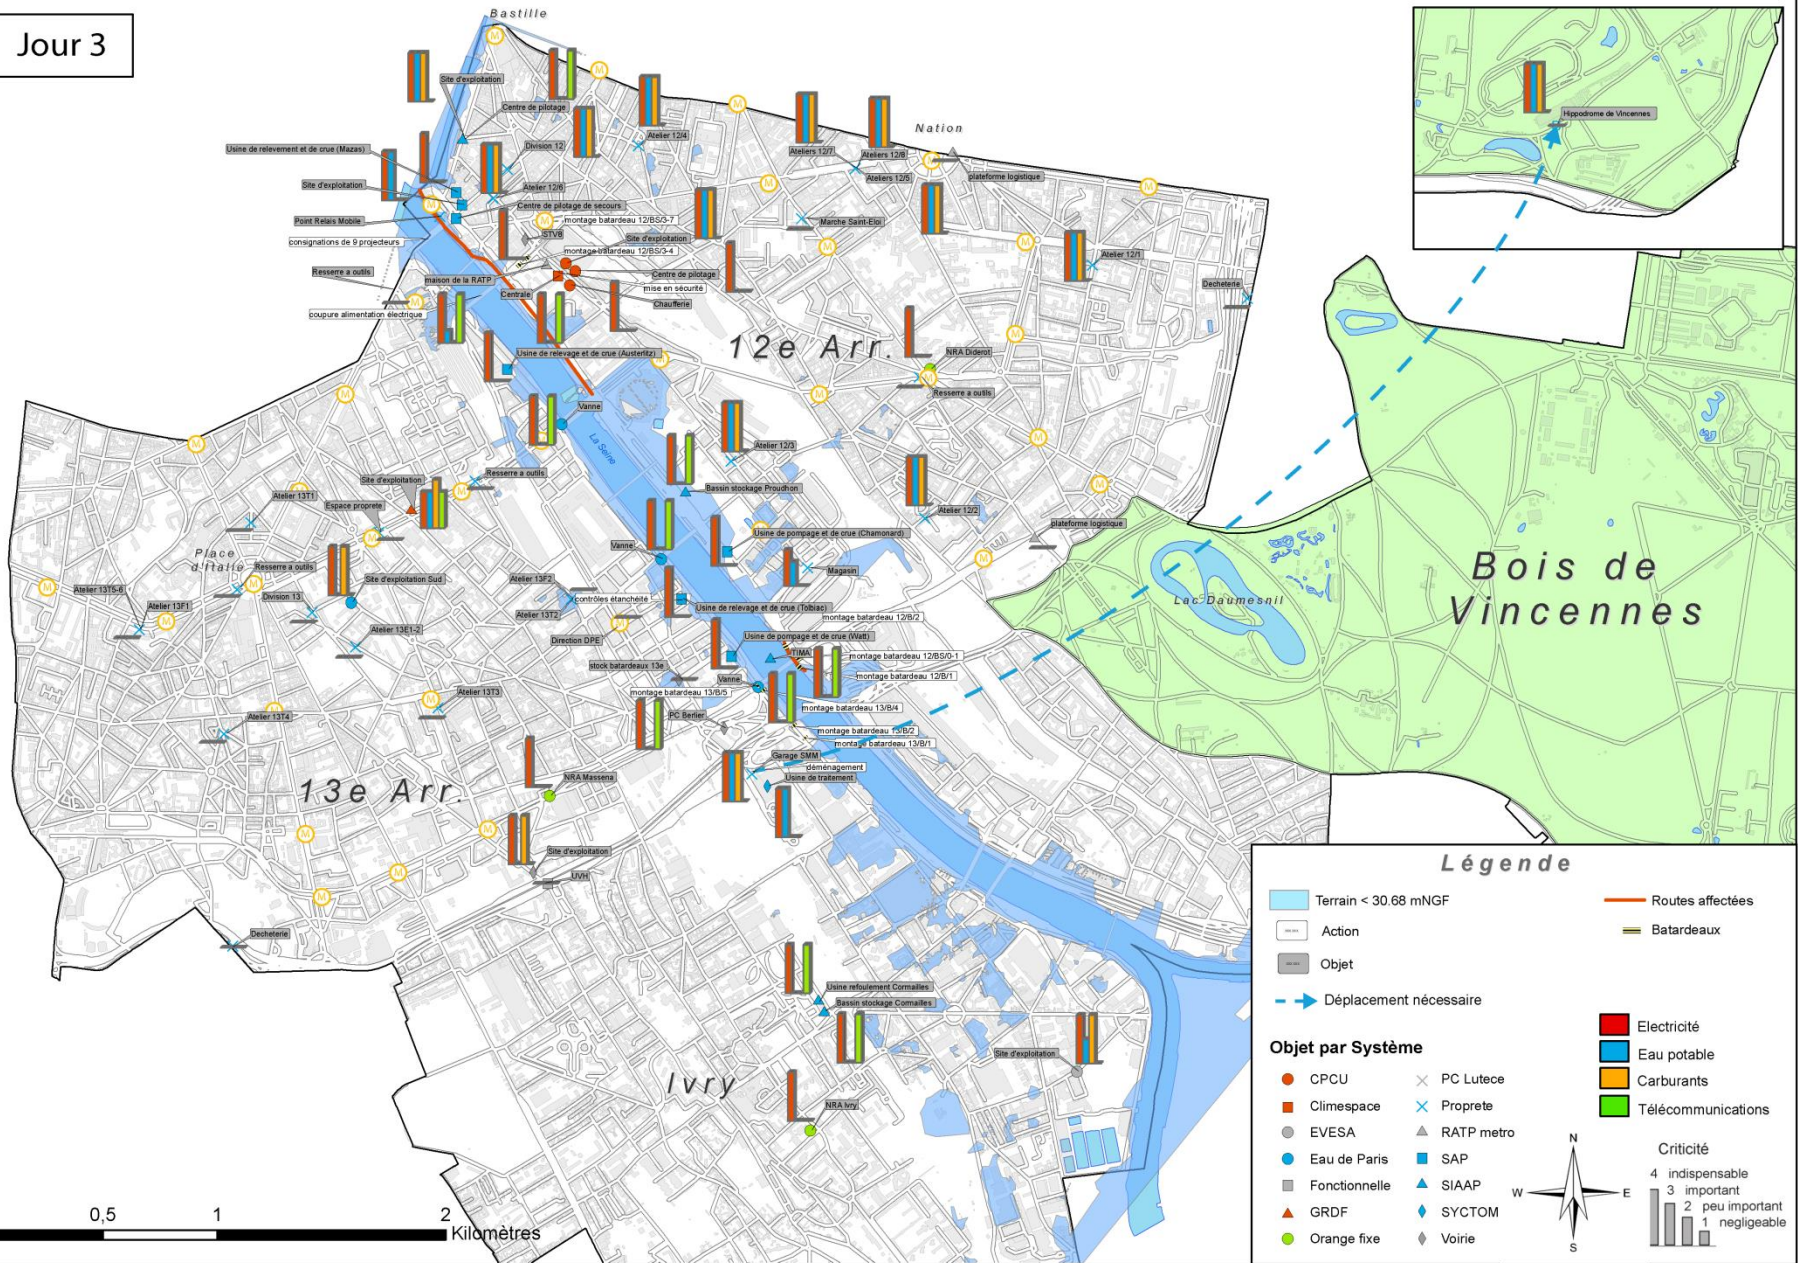 Jour 3
Bastille
Site d'exploitation
Centre de pilotage
Atelier 12/4
Nation
Hippodrome de Vincennes
Usine de relevement et de crue (Mazas)
Division 12
Ateliers 12/7
Ateliers 12/8
Ateliers 12/5
plateforme logistique
Site d'exploitation
Atelier 12/6
Centre de pilotage de secours
Point Relais Mobile
montage batardeau 12/BS/3-7
Marche Saint-Eloi
consignations de 9 projecteurs
STV8
Site d'exploitation
montage batardeau 12/BS/3-4
Atelier 12/1
Resserre a outils
maison de la RATP
Centre de pilotage
mise en sécurité
Decheterie
Centrale
Chaufferie
coupure alimentation électrique
12e Arr.
Usine de relevage et de crue (Austerlitz)
NRA Diderot
Resserre a outils
Vanne
La Seine
Atelier 12/3
Site d'exploitation
Resserre a outils
Bassin stockage Proudhon
Atelier 13T1
Espace proprete
Atelier 12/2
plateforme logistique
Place
d'Italie
Usine de pompage et de crue (Chamonard)
Vanne
Resserre a outils
Magasin
Bois de
Vincennes
Site d'exploitation Sud
Atelier 13F2
Atelier 13T5-6
Division 13
contrôles étanchéité
Lac Daumesnil
Atelier 13F1
Atelier 13T2
Usine de relevage et de crue (Tolbiac)
montage batardeau 12/B/2
Atelier 13E1-2
Direction DPE
Usine de pompage et de crue (Watt)
TIMA
montage batardeau 12/BS/0-1
stock batardeaux 13e
montage batardeau 12/B/1
Vanne
Atelier 13T3
montage batardeau 13/B/5
montage batardeau 13/B/4
Atelier 13T4
PC Berlier
montage batardeau 13/B/2
montage batardeau 13/B/1
Garage SMM
déménagement
Usine de traitement
NRA Massena
13e Arr.
Site d'exploitation
UVH
Decheterie
Usine refoulement Cormailles
Bassin stockage Cormailles
Site d'exploitation
Ivry
NRA Ivry
0,5
1
2
Kilomètres
Légende
Terrain < 30.68 mNGF
Routes affectées
Action
Batardeaux
Objet
Déplacement nécessaire
Electricité
Eau potable
Carburants
Télécommunications
Objet par Système
CPCU
PC Lutece
Climespace
Proprete
EVESA
RATP metro
Eau de Paris
SAP
Fonctionnelle
SIAAP
GRDF
SYCTOM
Orange fixe
Voirie
N
W
E
S
Criticité
4 indispensable
3 important
2 peu important
1 negligeable